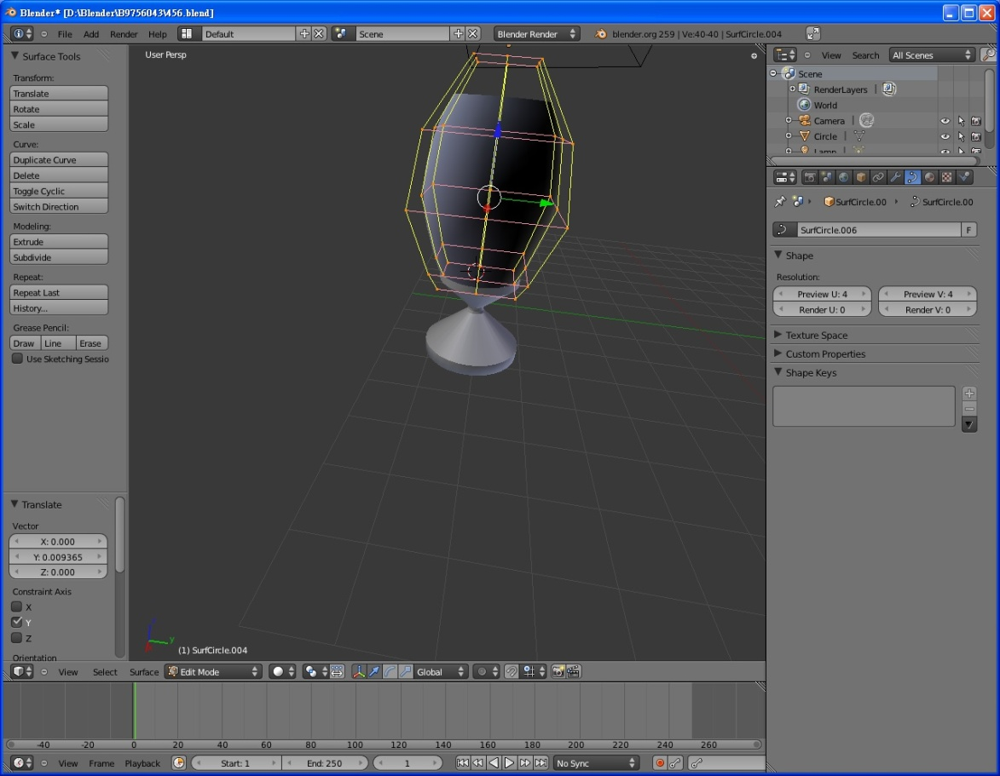 Blender* [D:\Blender\B9756043\456.blend]
File Add Render Help Default Scene Blender Render blender.org 259 | Ve:40-40 | SurfCircle.004
Surface Tools
Transform:
Translate
Rotate
Scale
Curve:
Duplicate Curve
Delete
Toggle Cyclic
Switch Direction
Modeling:
Extrude
Subdivide
Repeat:
Repeat Last
History...
Grease Pencil:
Draw Line Erase
Use Sketching Sessio
Translate
Vector
X: 0.000
Y: 0.009365
Z: 0.000
Constraint Axis
X
Y
Z
Orientation
User Persp
y
(1) SurfCircle.004
View Select Surface Edit Mode Global
-40 -20 0 20 40 60 80 100 120 140 160 180 200 220 240 260
View Frame Playback Start: 1 End: 250 1 No Sync
View Search All Scenes
Scene
RenderLayers |
World
Camera |
Circle |
Lamp |
SurfCircle.00 SurfCircle.00
SurfCircle.006 F
Shape
Resolution:
Preview U: 4 Preview V: 4
Render U: 0 Render V: 0
Texture Space
Custom Properties
Shape Keys